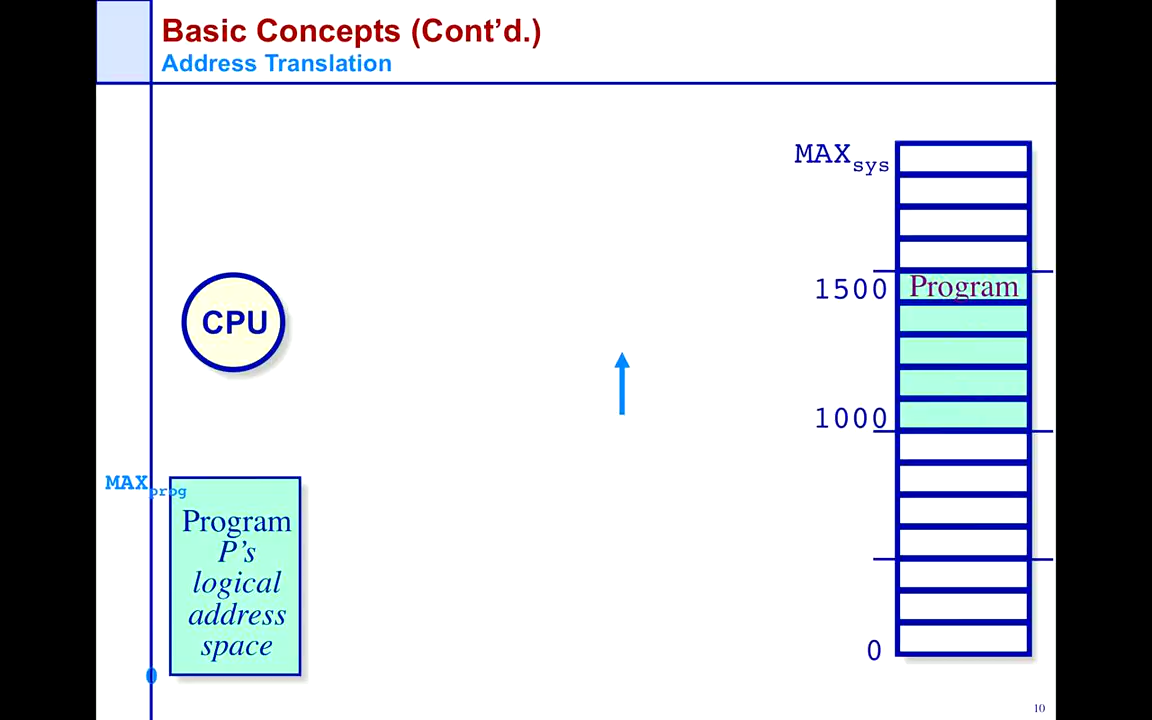 Basic Concepts (Cont’d.)
Address Translation
MAXsys
1500
Program
CPU
1000
MAXprog
Program
P’s
logical
address
space
0
0
10